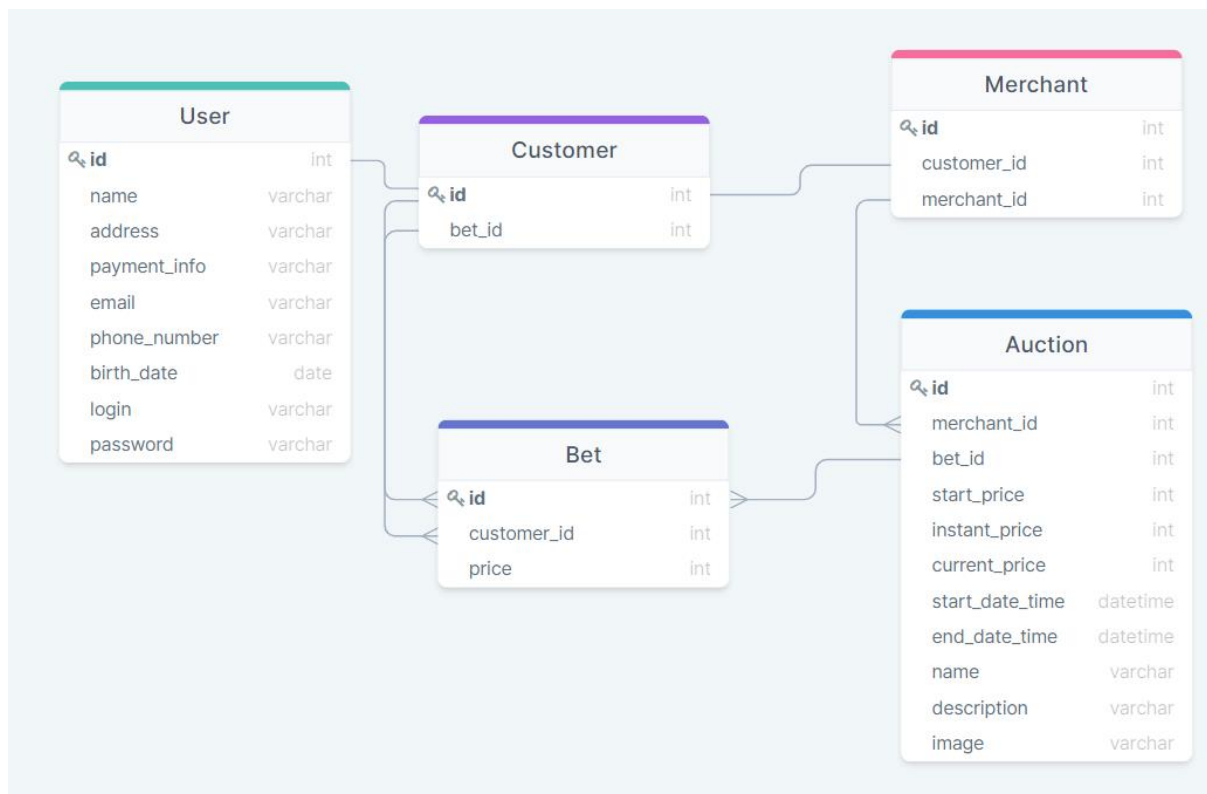 User
id int
name varchar
address varchar
payment_info varchar
email varchar
phone_number varchar
birth_date date
login varchar
password varchar
Customer
id int
bet_id int
Merchant
id int
customer_id int
merchant_id int
Bet
id int
customer_id int
price int
Auction
id int
merchant_id int
bet_id int
start_price int
instant_price int
current_price int
start_date_time datetime
end_date_time datetime
name varchar
description varchar
image varchar